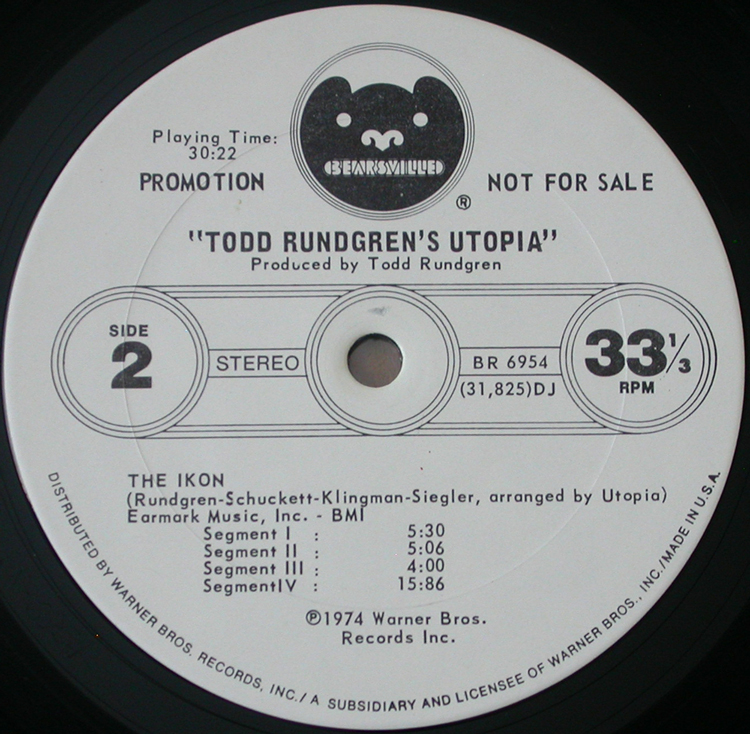 Playing Time:
30:22
BEARSVILLE
®
PROMOTION
NOT FOR SALE
"TODD RUNDGREN'S UTOPIA"
Produced by Todd Rundgren
SIDE
2
STEREO
BR 6954
(31,825)DJ
33 1/3
RPM
THE IKON
(Rundgren-Schuckett-Klingman-Siegler, arranged by Utopia)
Earmark Music, Inc. - BMI
Segment I : 5:30
Segment II : 5:06
Segment III : 4:00
SegmentIV : 15:86
℗1974 Warner Bros.
Records Inc.
DISTRIBUTED BY WARNER BROS. RECORDS, INC./A SUBSIDIARY AND LICENSEE OF WARNER BROS., INC./MADE IN U.S.A.